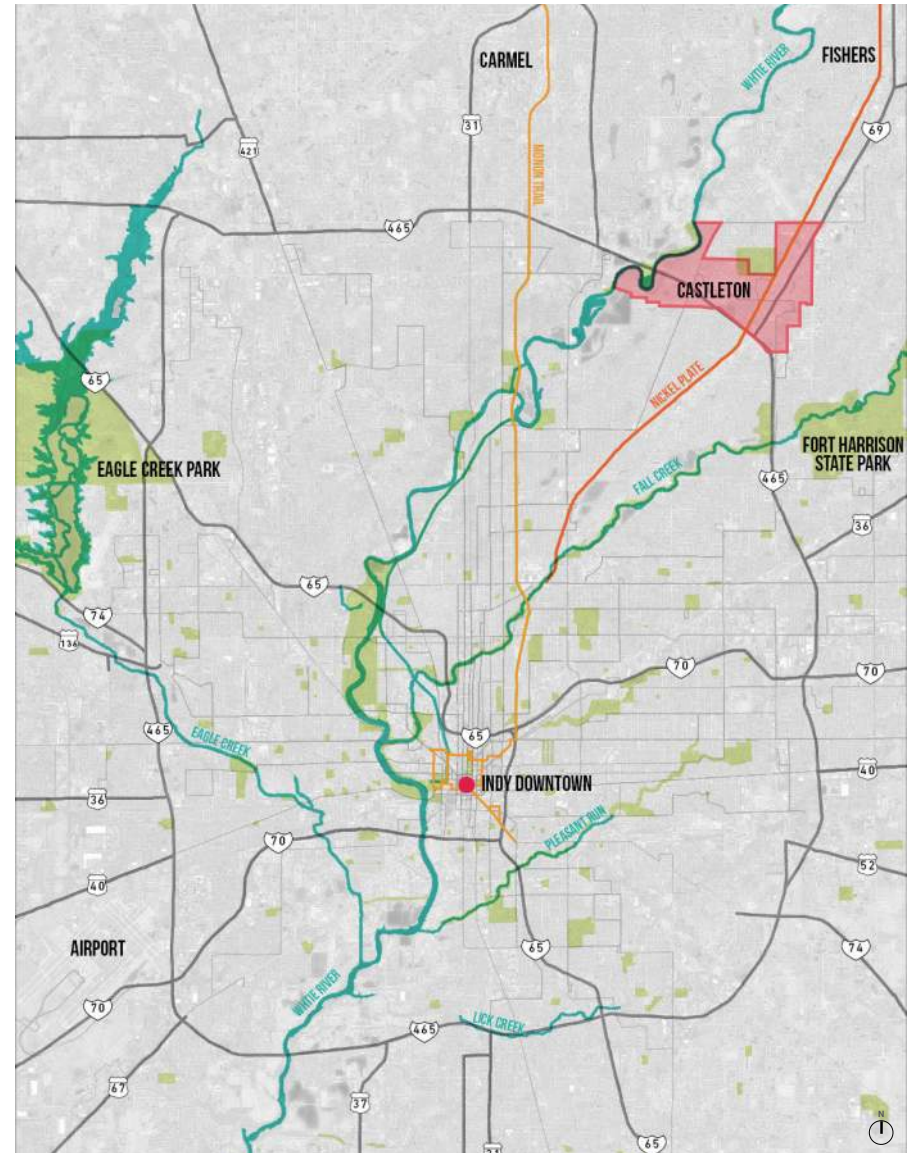 CARMEL
WHITE RIVER
FISHERS
31
69
421
MONON TRAIL
465
CASTLETON
65
NICKEL PLATE
EAGLE CREEK PARK
FORT HARRISON
STATE PARK
FALL CREEK
465
36
65
74
136
70
70
465
EAGLE CREEK
65
INDY DOWNTOWN
40
36
PLEASANT RUN
70
52
40
AIRPORT
65
74
WHITE RIVER
70
LICK CREEK
465
67
37
65
N